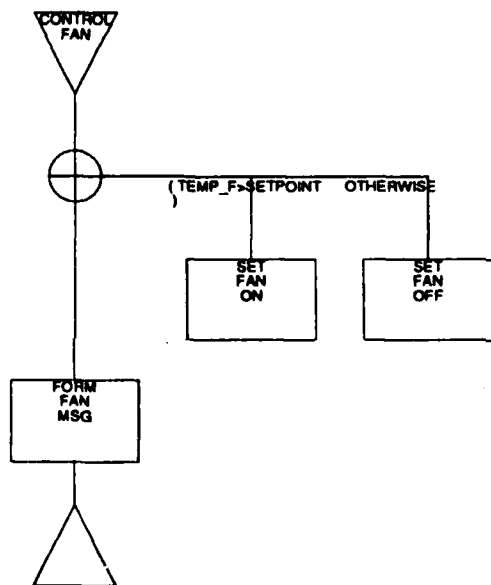 CONTROL
FAN
( TEMP_F>SETPOINT OTHERWISE
)
SET
FAN
ON
SET
FAN
OFF
FORM
FAN
MSG